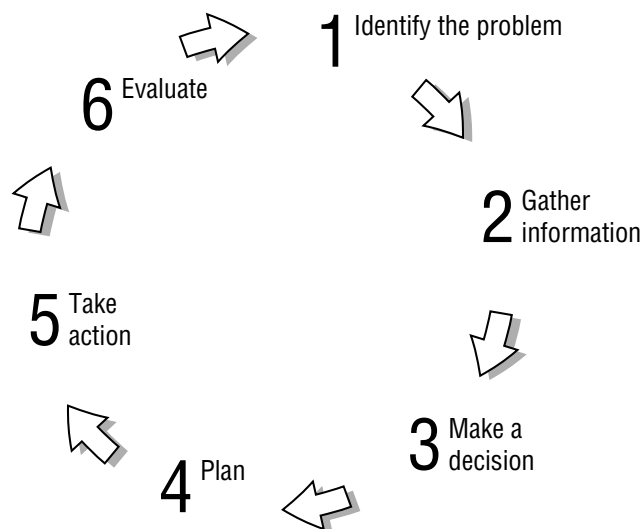 1 Identify the problem
2 Gather
information
3 Make a
decision
4 Plan
5 Take
action
6 Evaluate